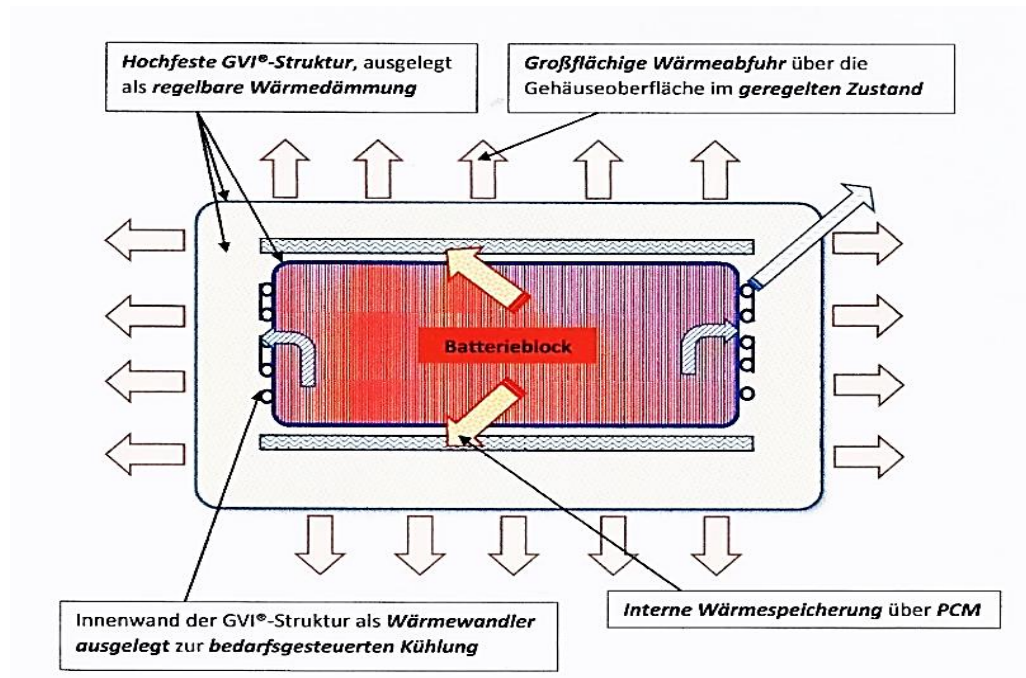 Hochfeste GVI®-Struktur, ausgelegt
als regelbare Wärmedämmung
Großflächige Wärmeabfuhr über die
Gehäuseoberfläche im geregelten Zustand
Batterieblock
Innenwand der GVI®-Struktur als Wärmewandler
ausgelegt zur bedarfsgesteuerten Kühlung
Interne Wärmespeicherung über PCM